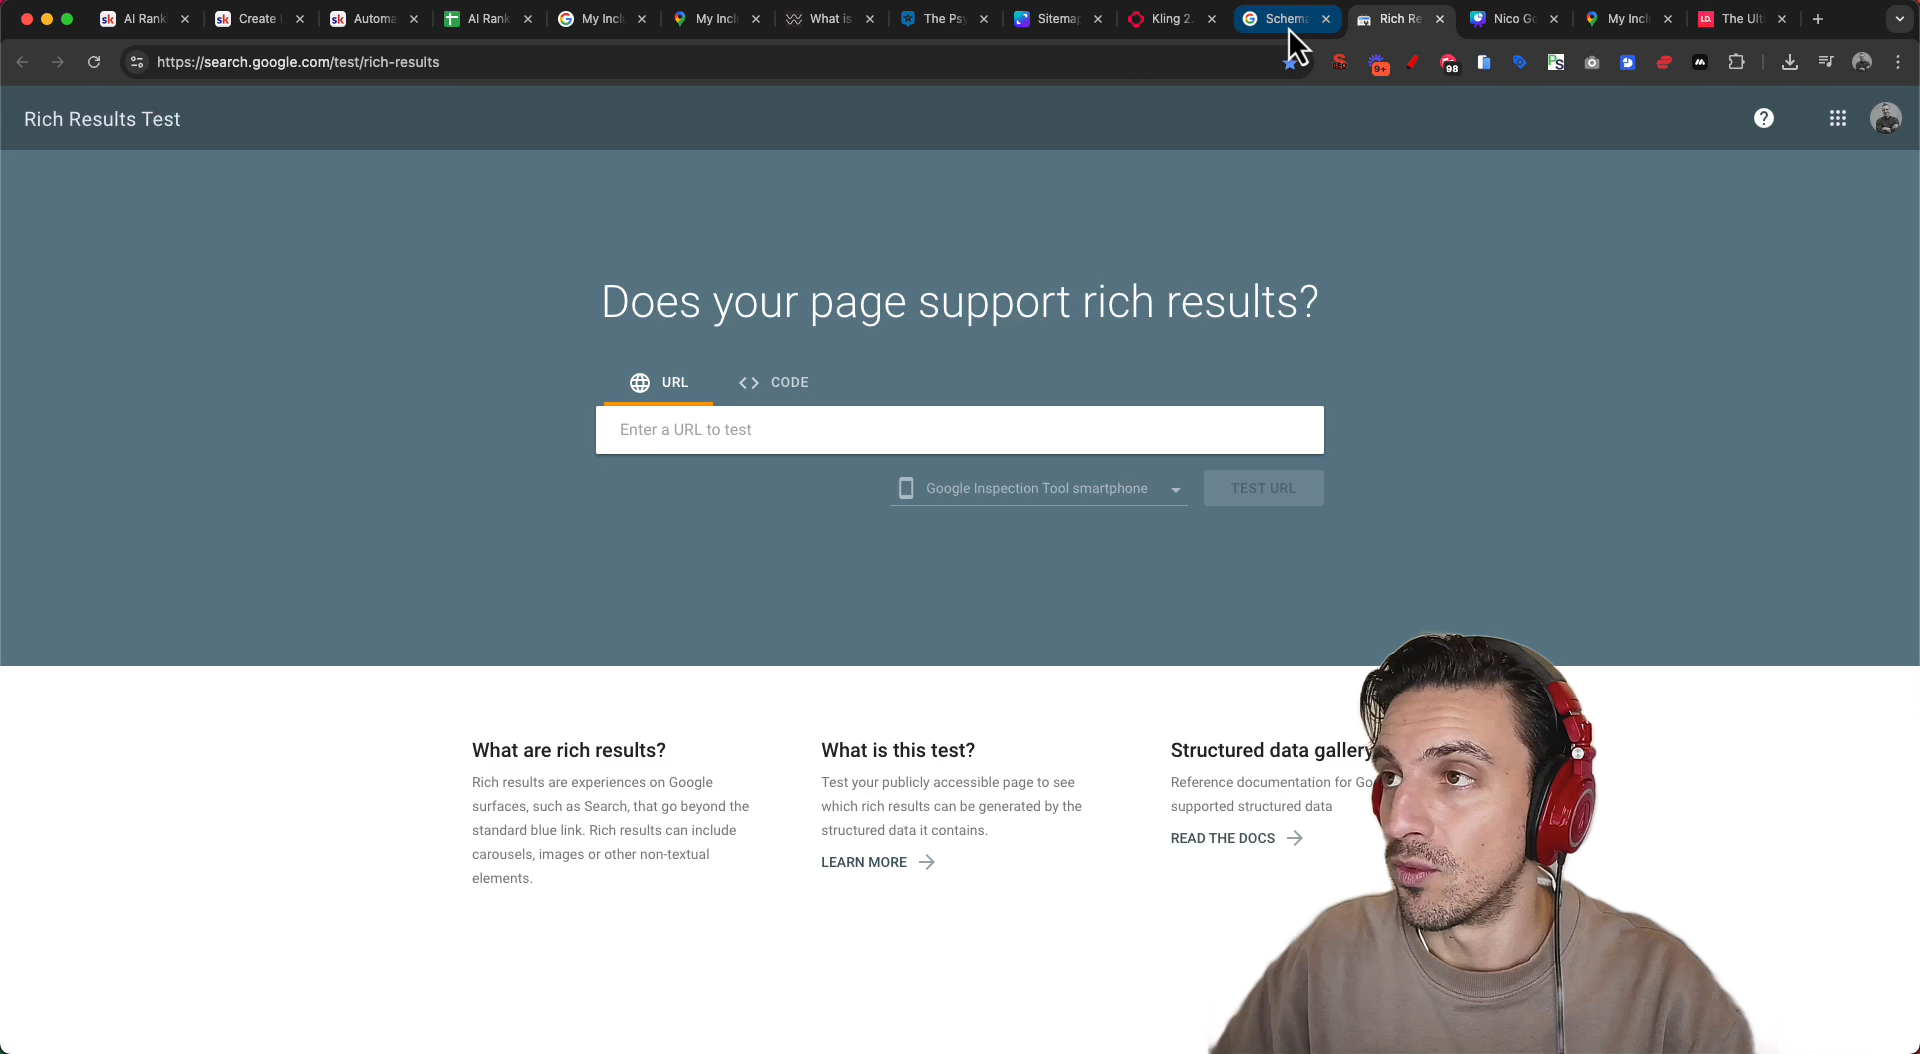 AI Rank
Create
Automa
AI Rank
My Incl
My Incl
What is
The Psy
Sitemap
Kling 2.
Schema
Rich Re
Nico Go
My Incl
The Ult
https://search.google.com/test/rich-results
9+
98
Rich Results Test
Does your page support rich results?
URL
CODE
Enter a URL to test
Google Inspection Tool smartphone
TEST URL
What are rich results?
Rich results are experiences on Google
surfaces, such as Search, that go beyond the
standard blue link. Rich results can include
carousels, images or other non-textual
elements.
What is this test?
Test your publicly accessible page to see
which rich results can be generated by the
structured data it contains.
LEARN MORE
Structured data gallery
Reference documentation for Go
supported structured data
READ THE DOCS